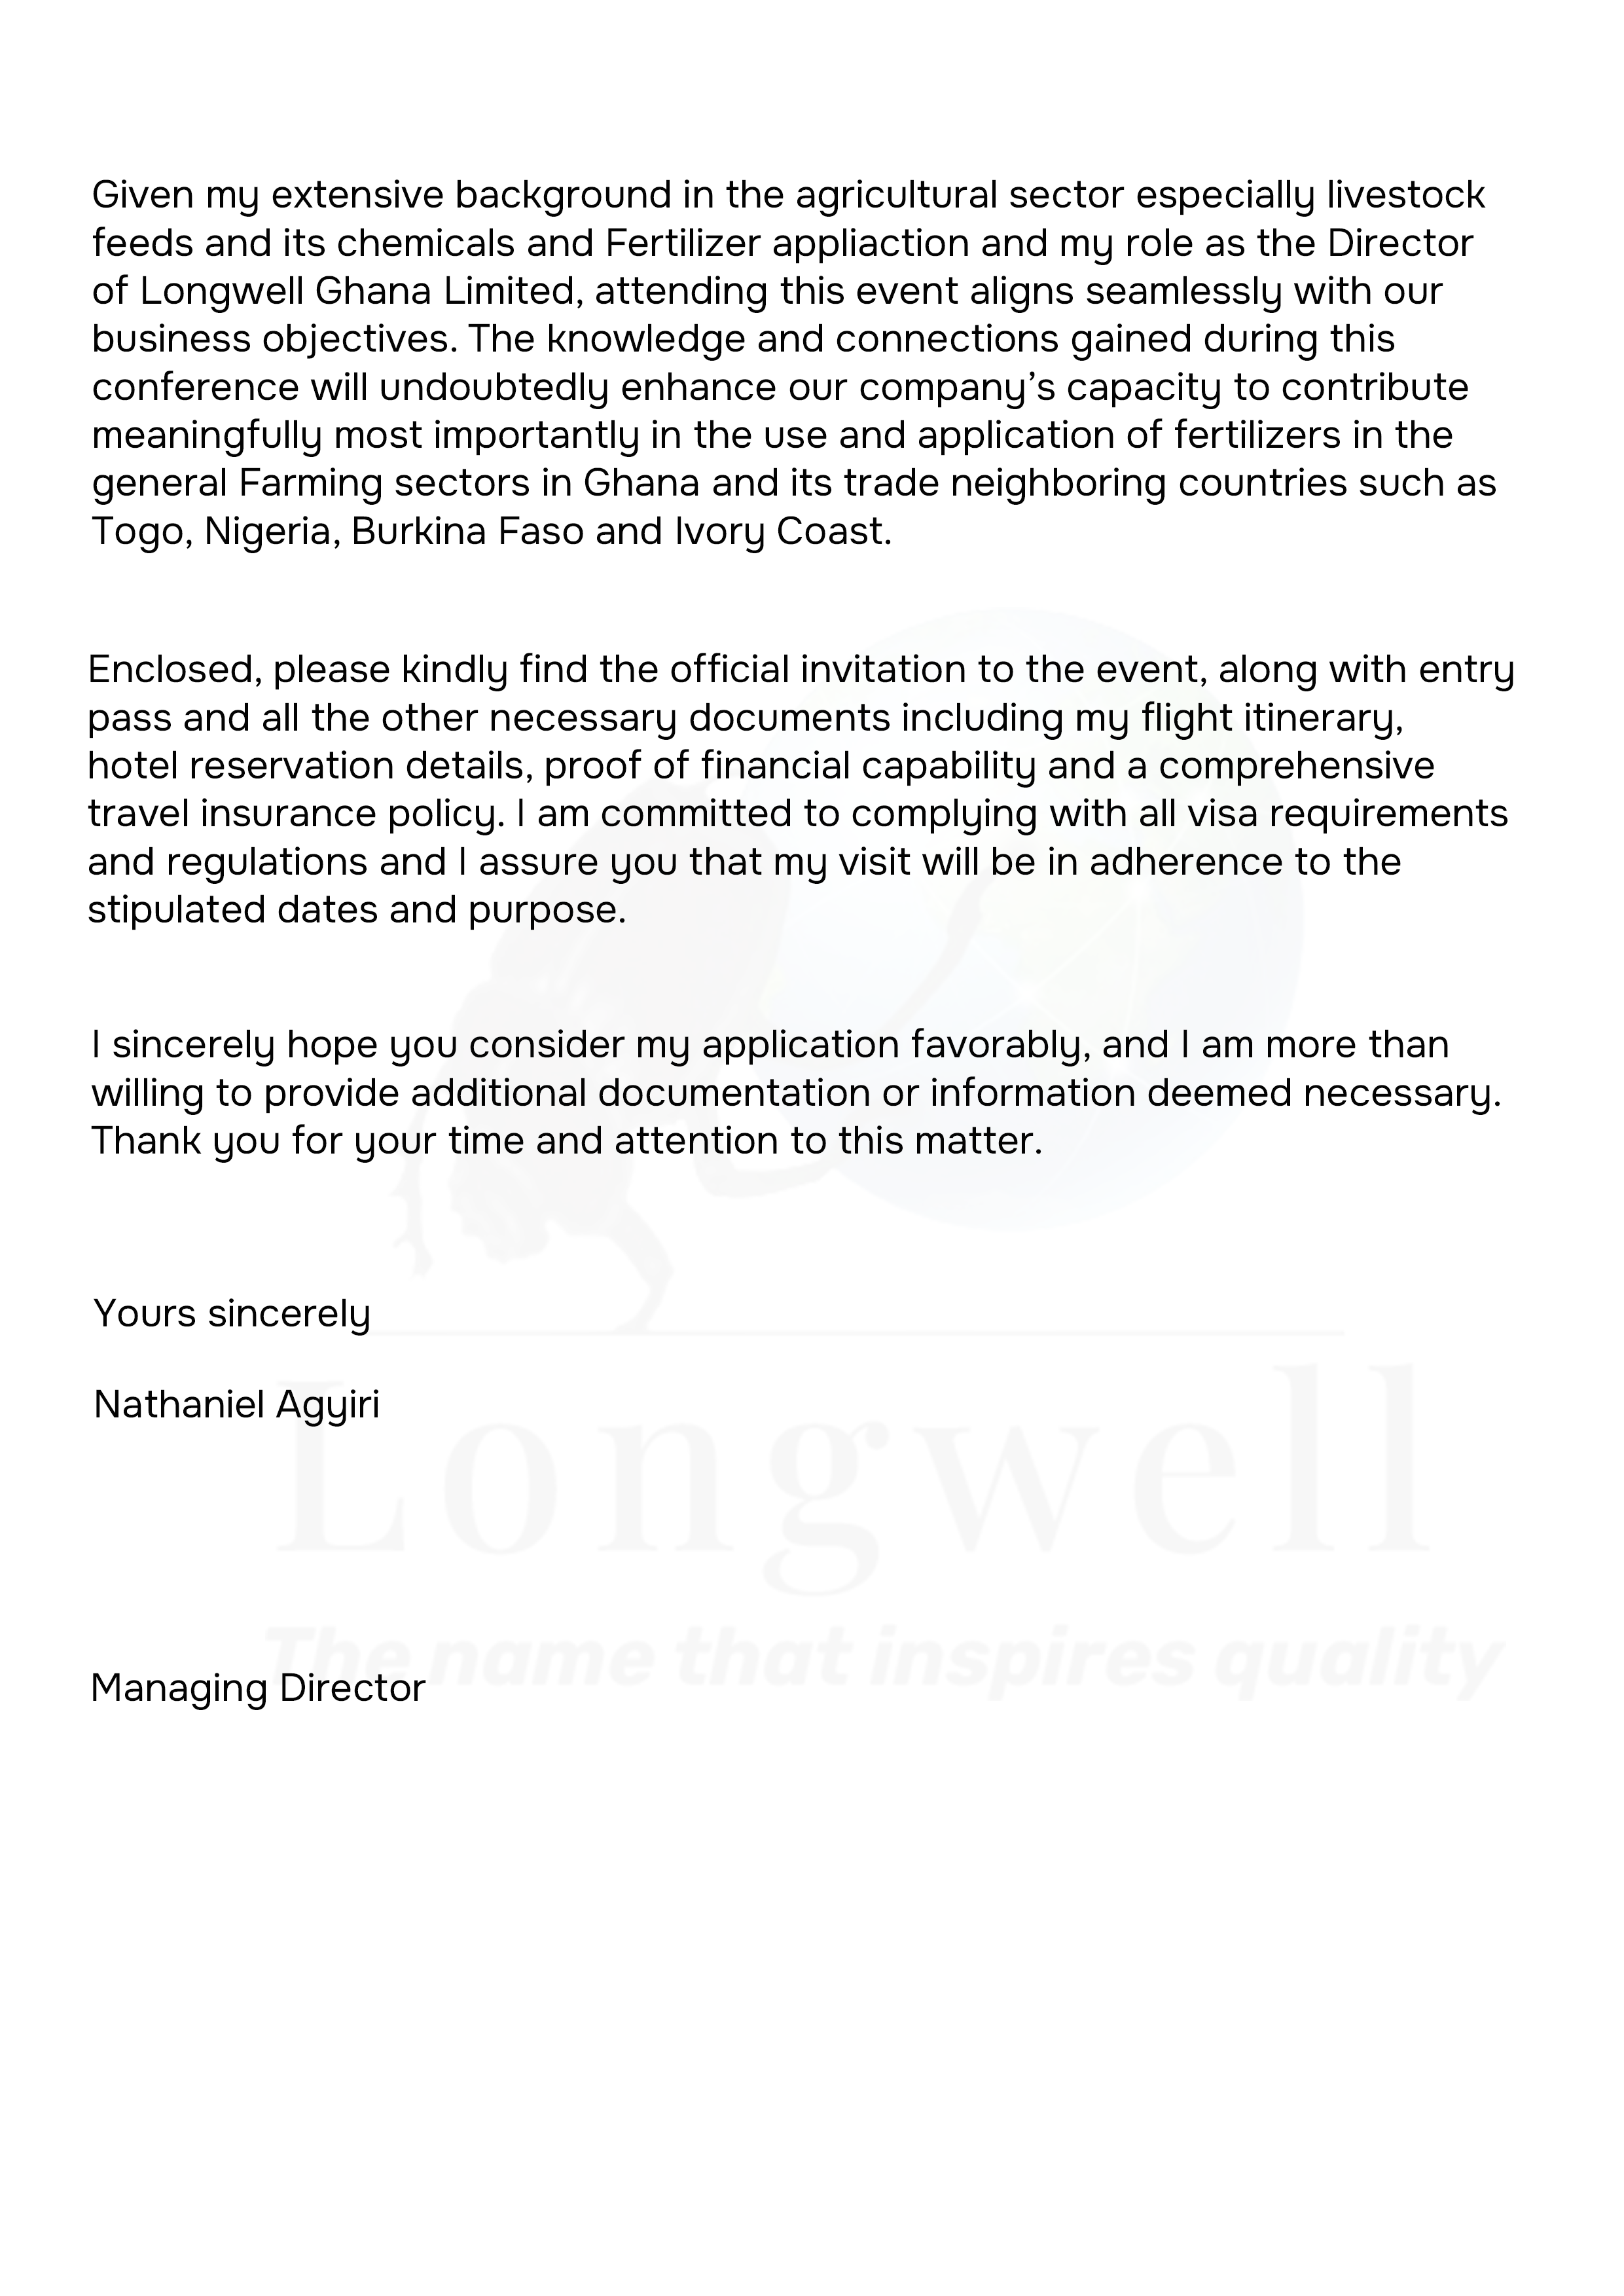 Given my extensive background in the agricultural sector especially livestock
feeds and its chemicals and Fertilizer appliaction and my role as the Director
of Longwell Ghana Limited, attending this event aligns seamlessly with our
business objectives. The knowledge and connections gained during this
conference will undoubtedly enhance our company’s capacity to contribute
meaningfully most importantly in the use and application of fertilizers in the
general Farming sectors in Ghana and its trade neighboring countries such as
Togo, Nigeria, Burkina Faso and Ivory Coast.
Enclosed, please kindly find the official invitation to the event, along with entry
pass and all the other necessary documents including my flight itinerary,
hotel reservation details, proof of financial capability and a comprehensive
travel insurance policy. I am committed to complying with all visa requirements
and regulations and I assure you that my visit will be in adherence to the
stipulated dates and purpose.
I sincerely hope you consider my application favorably, and I am more than
willing to provide additional documentation or information deemed necessary.
Thank you for your time and attention to this matter.
Yours sincerely
Nathaniel Agyiri
Longwell
The name that inspires quality
Managing Director